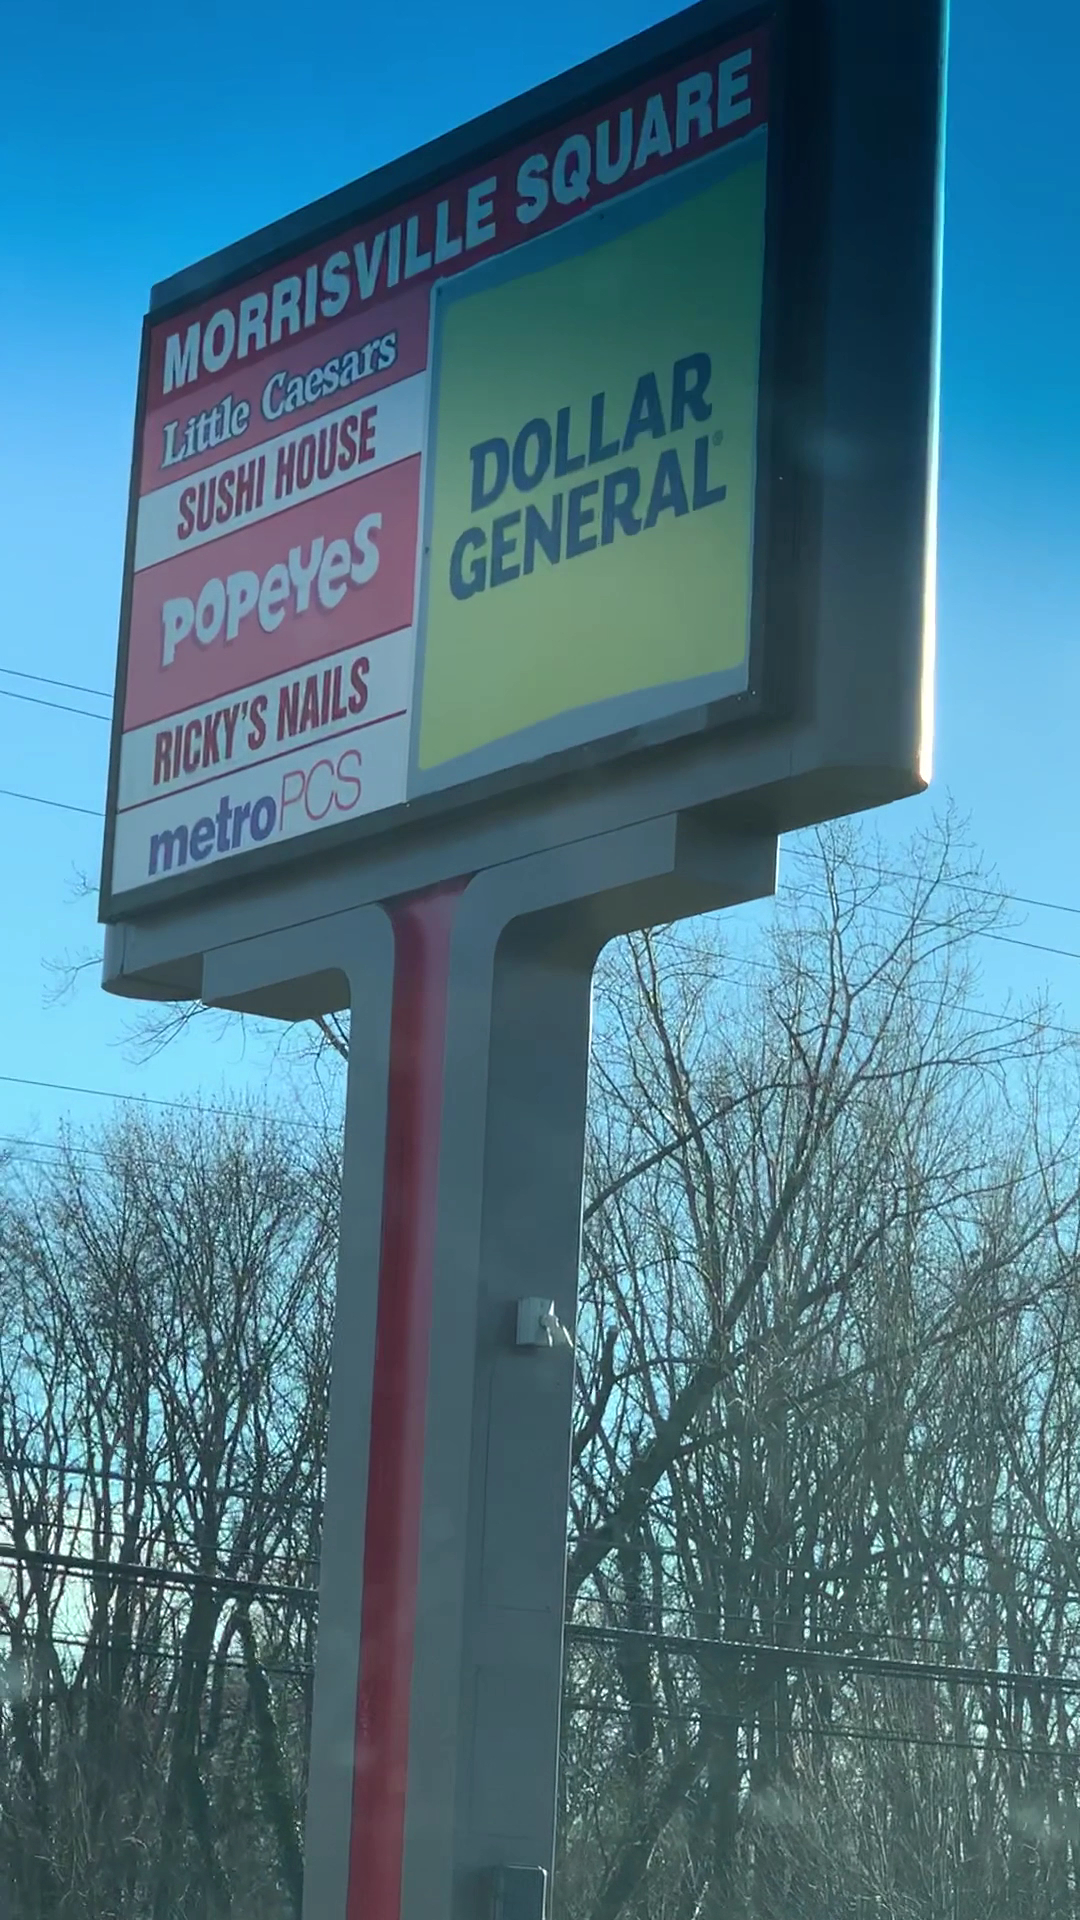 MORRISVILLE SQUARE
Little Caesars
SUSHI HOUSE
POPEYES
RICKY'S NAILS
metroPCS
DOLLAR
GENERAL®